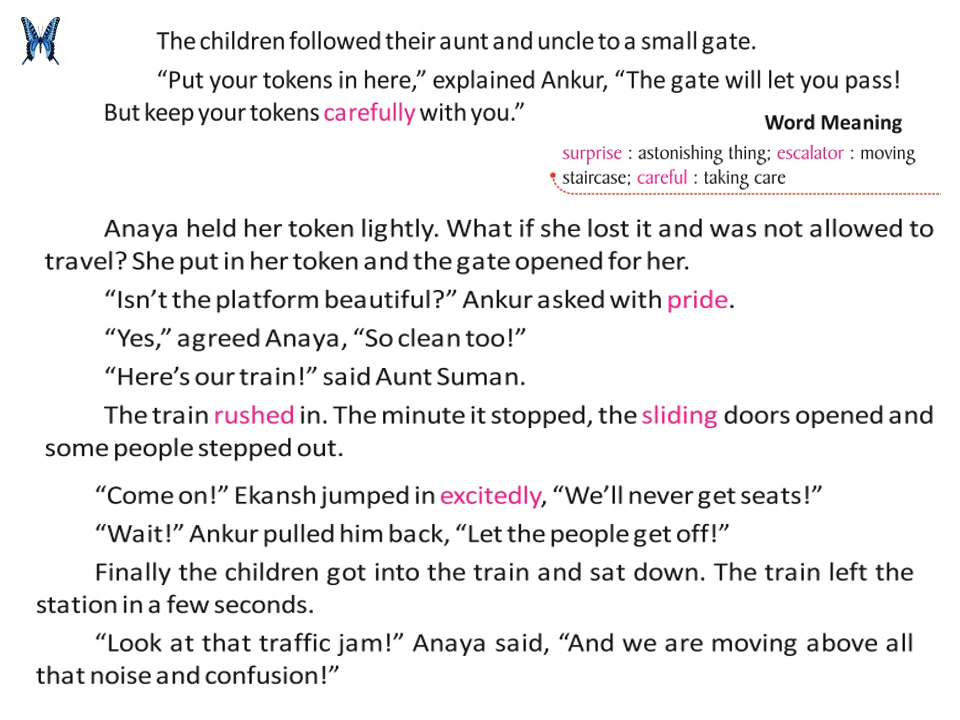 The children followed their aunt and uncle to a small gate.
“Put your tokens in here,” explained Ankur, “The gate will let you pass!
But keep your tokens carefully with you.”
Word Meaning
surprise : astonishing thing; escalator : moving
staircase; careful : taking care
Anaya held her token lightly. What if she lost it and was not allowed to
travel? She put in her token and the gate opened for her.
“Isn’t the platform beautiful?” Ankur asked with pride.
“Yes,” agreed Anaya, “So clean too!”
“Here’s our train!” said Aunt Suman.
The train rushed in. The minute it stopped, the sliding doors opened and
some people stepped out.
“Come on!” Ekansh jumped in excitedly, “We’ll never get seats!”
“Wait!” Ankur pulled him back, “Let the people get off!”
Finally the children got into the train and sat down. The train left the
station in a few seconds.
“Look at that traffic jam!” Anaya said, “And we are moving above all
that noise and confusion!”